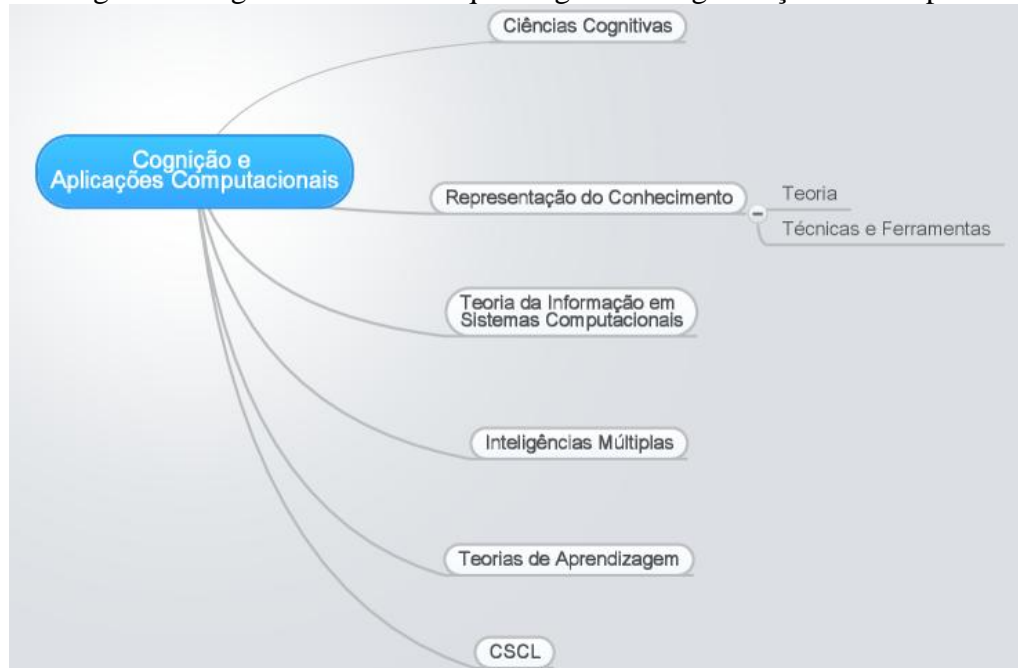 Ciências Cognitivas
Cognição e
Aplicações Computacionais
Representação do Conhecimento
Teoria
Técnicas e Ferramentas
Teoria da Informação em
Sistemas Computacionais
Inteligências Múltiplas
Teorias de Aprendizagem
CSCL